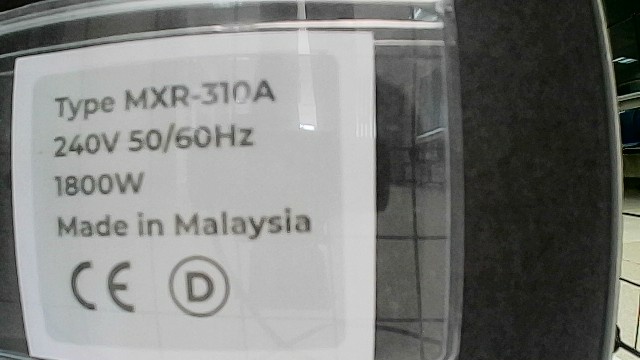 Type MXR-310A
240V 50/60Hz
1800W
Made in Malaysia
CE D